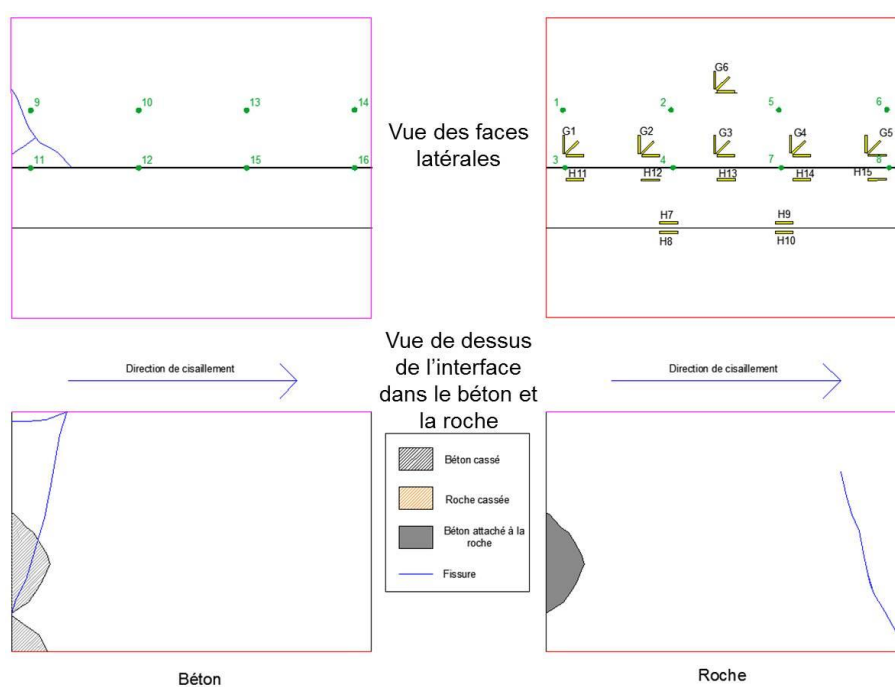 9
10
13
14
11
12
15
16
Vue des faces
latérales
G6
1
2
5
6
G1
G2
G3
G4
G5
3
4
7
8
H11
H12
H13
H14
H15
H7
H9
H8
H10
Vue de dessus
de l'interface
dans le béton et
la roche
Direction de cisaillement
Direction de cisaillement
Béton cassé
Roche cassée
Béton attaché à la
roche
Fissure
Béton
Roche